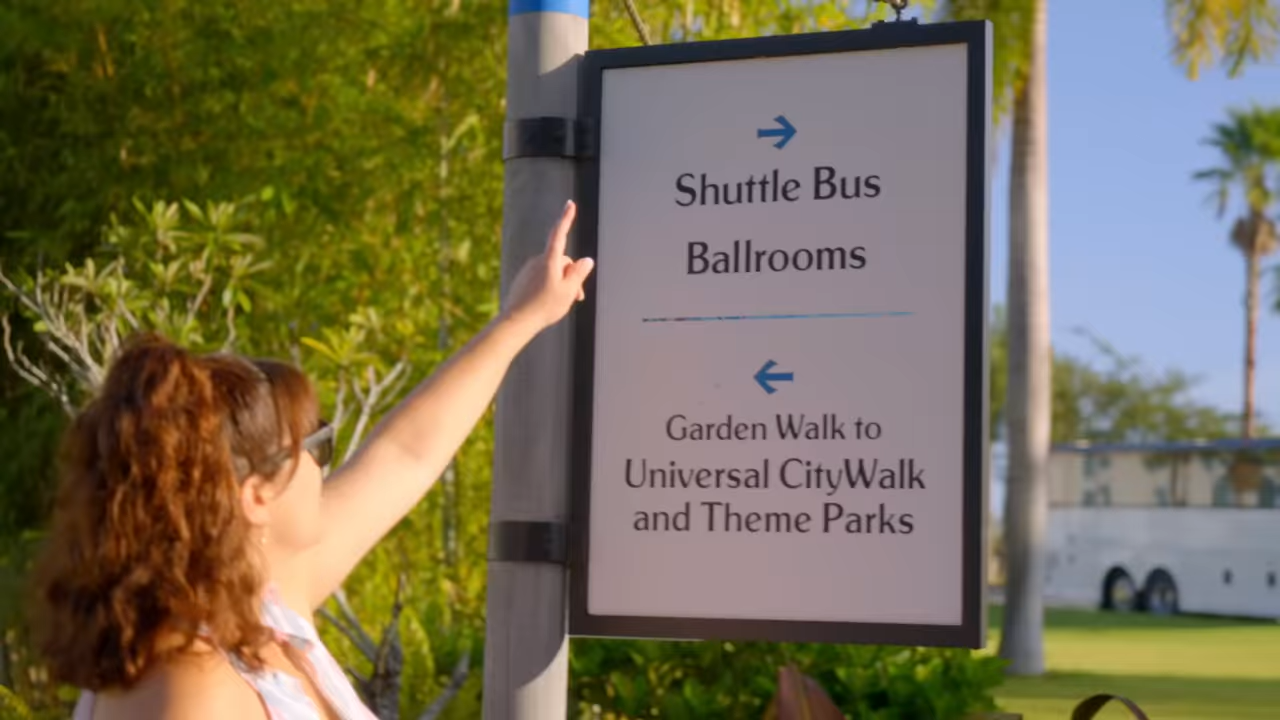 →
Shuttle Bus
Ballrooms
←
Garden Walk to
Universal CityWalk
and Theme Parks